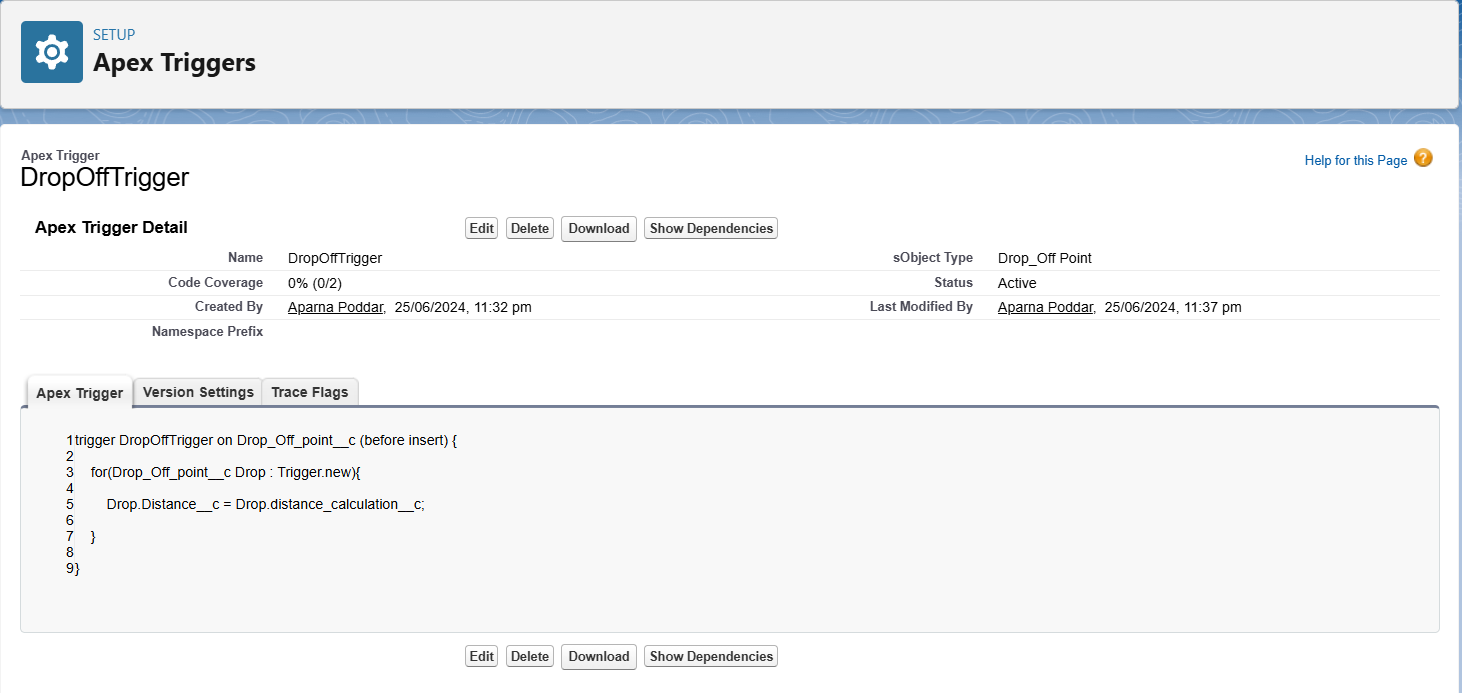 SETUP
Apex Triggers
Apex Trigger
DropOffTrigger
Help for this Page ?
Apex Trigger Detail
Edit Delete Download Show Dependencies
Name DropOffTrigger sObject Type Drop_Off Point
Code Coverage 0% (0/2) Status Active
Created By Aparna Poddar, 25/06/2024, 11:32 pm Last Modified By Aparna Poddar, 25/06/2024, 11:37 pm
Namespace Prefix
Apex Trigger Version Settings Trace Flags
1 trigger DropOffTrigger on Drop_Off_point__c (before insert) {
2
3 for(Drop_Off_point__c Drop : Trigger.new){
4
5 Drop.Distance__c = Drop.distance_calculation__c;
6
7 }
8
9 }
Edit Delete Download Show Dependencies